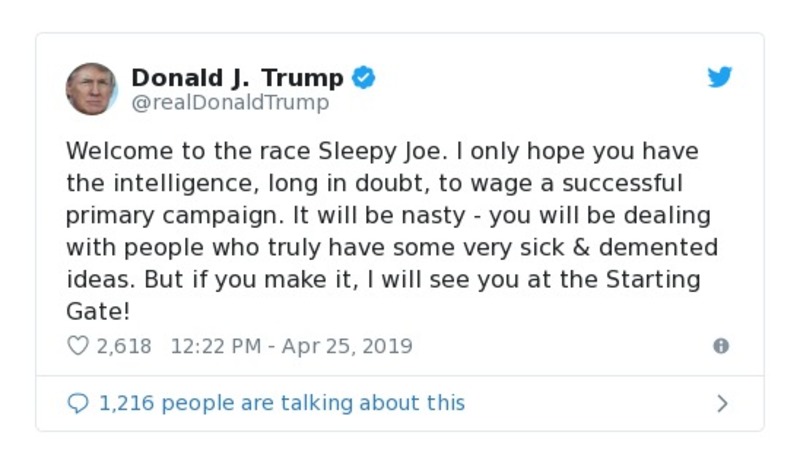 Donald J. Trump
@realDonaldTrump
Welcome to the race Sleepy Joe. I only hope you have
the intelligence, long in doubt, to wage a successful
primary campaign. It will be nasty - you will be dealing
with people who truly have some very sick & demented
ideas. But if you make it, I will see you at the Starting
Gate!
2,618 12:22 PM - Apr 25, 2019
1,216 people are talking about this